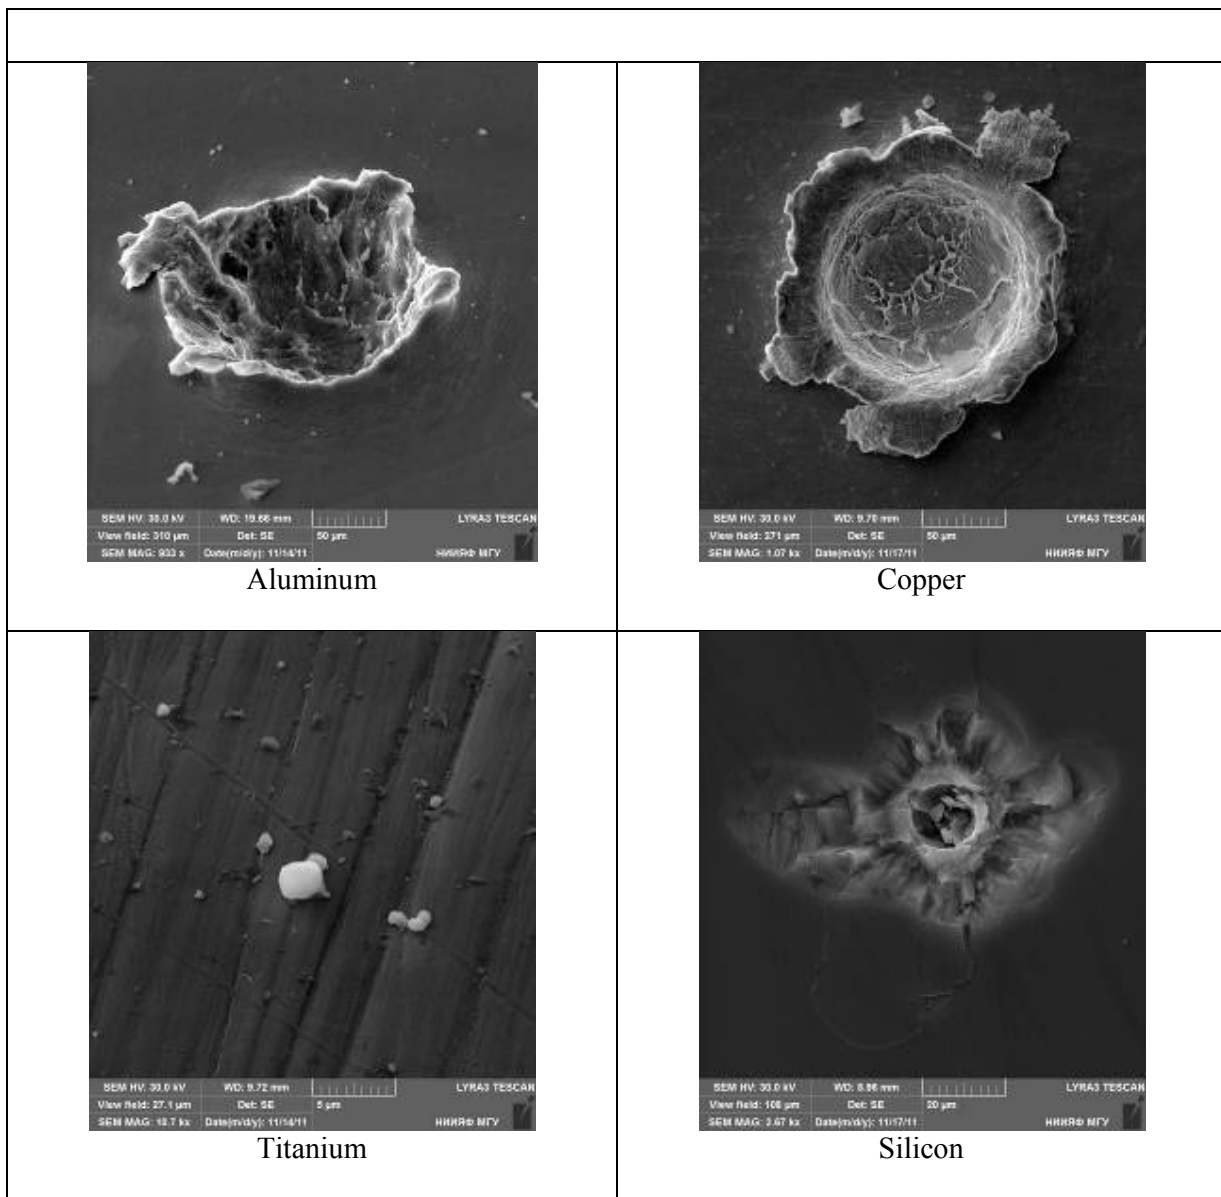 SEM HV: 30.0 kV WD: 19.66 mm LYRA3 TESCAN
View field: 310 µm Det: SE 50 µm
SEM MAG: 933 x Date(m/d/y): 11/14/11 НИИЯФ МГУ
Aluminum
SEM HV: 30.0 kV WD: 9.70 mm LYRA3 TESCAN
View field: 271 µm Det: SE 50 µm
SEM MAG: 1.07 kx Date(m/d/y): 11/17/11 НИИЯФ МГУ
Copper
SEM HV: 30.0 kV WD: 9.72 mm LYRA3 TESCAN
View field: 27.1 µm Det: SE 5 µm
SEM MAG: 10.7 kx Date(m/d/y): 11/14/11 НИИЯФ МГУ
Titanium
SEM HV: 30.0 kV WD: 8.96 mm LYRA3 TESCAN
View field: 108 µm Det: SE 20 µm
SEM MAG: 2.67 kx Date(m/d/y): 11/17/11 НИИЯФ МГУ
Silicon